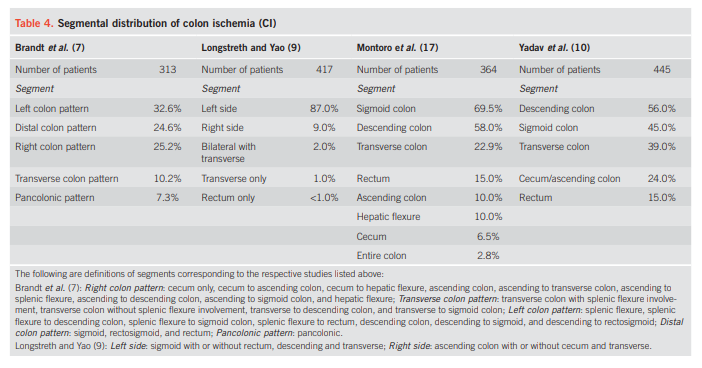 Table 4. Segmental distribution of colon ischemia (CI)
Brandt et al. (7) Longstreth and Yao (9) Montoro et al. (17) Yadav et al. (10)
Number of patients 313 Number of patients 417 Number of patients 364 Number of patients 445
Segment Segment Segment Segment
Left colon pattern 32.6% Left side 87.0% Sigmoid colon 69.5% Descending colon 56.0%
Distal colon pattern 24.6% Right side 9.0% Descending colon 58.0% Sigmoid colon 45.0%
Right colon pattern 25.2% Bilateral with 2.0% Transverse colon 22.9% Transverse colon 39.0%
transverse
Transverse colon pattern 10.2% Transverse only 1.0% Rectum 15.0% Cecum/ascending colon 24.0%
Pancolonic pattern 7.3% Rectum only <1.0% Ascending colon 10.0% Rectum 15.0%
Hepatic flexure 10.0%
Cecum 6.5%
Entire colon 2.8%
The following are definitions of segments corresponding to the respective studies listed above:
Brandt et al. (7): Right colon pattern: cecum only, cecum to ascending colon, cecum to hepatic flexure, ascending colon, ascending to transverse colon, ascending to
splenic flexure, ascending to descending colon, ascending to sigmoid colon, and hepatic flexure; Transverse colon pattern: transverse colon with splenic flexure involve-
ment, transverse colon without splenic flexure involvement, transverse to descending colon, and transverse to sigmoid colon; Left colon pattern: splenic flexure, splenic
flexure to descending colon, splenic flexure to sigmoid colon, splenic flexure to rectum, descending colon, descending to sigmoid, and descending to rectosigmoid; Distal
colon pattern: sigmoid, rectosigmoid, and rectum; Pancolonic pattern: pancolonic.
Longstreth and Yao (9): Left side: sigmoid with or without rectum, descending and transverse; Right side: ascending colon with or without cecum and transverse.